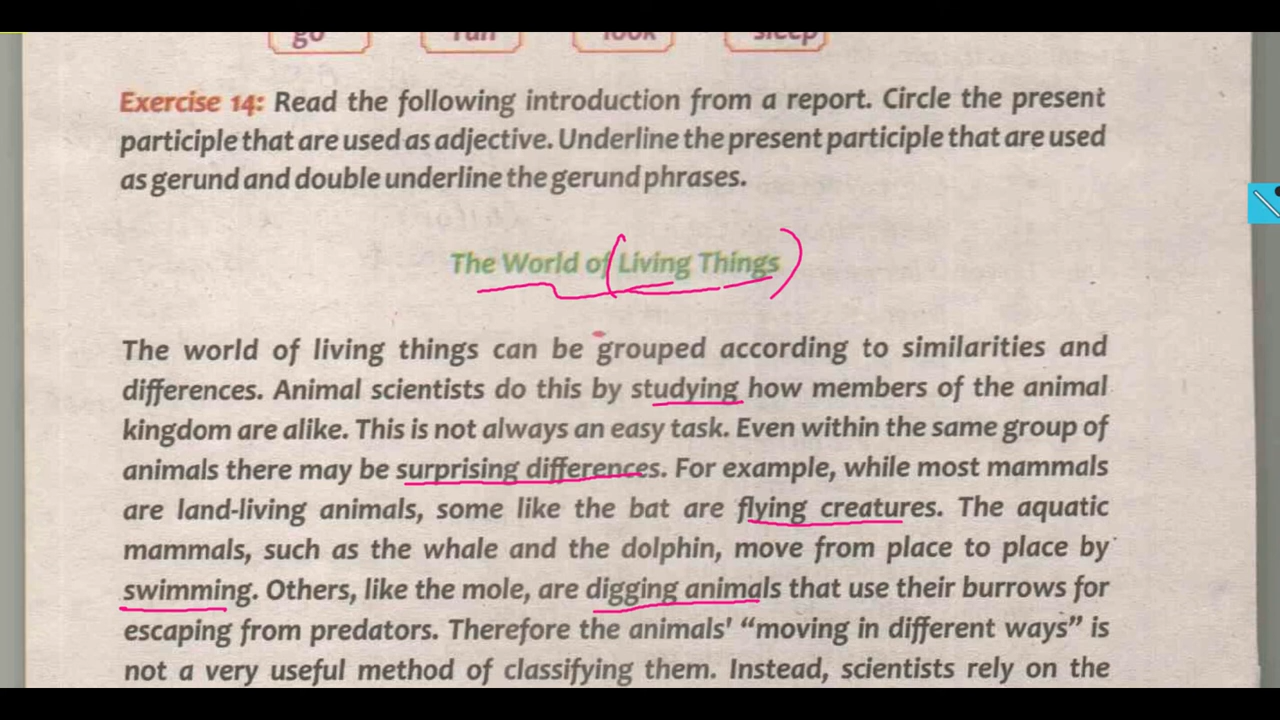 go run look sleep
Exercise 14: Read the following introduction from a report. Circle the present
participle that are used as adjective. Underline the present participle that are used
as gerund and double underline the gerund phrases.
The World of Living Things
The world of living things can be grouped according to similarities and
differences. Animal scientists do this by studying how members of the animal
kingdom are alike. This is not always an easy task. Even within the same group of
animals there may be surprising differences. For example, while most mammals
are land-living animals, some like the bat are flying creatures. The aquatic
mammals, such as the whale and the dolphin, move from place to place by
swimming. Others, like the mole, are digging animals that use their burrows for
escaping from predators. Therefore the animals' “moving in different ways” is
not a very useful method of classifying them. Instead, scientists rely on the